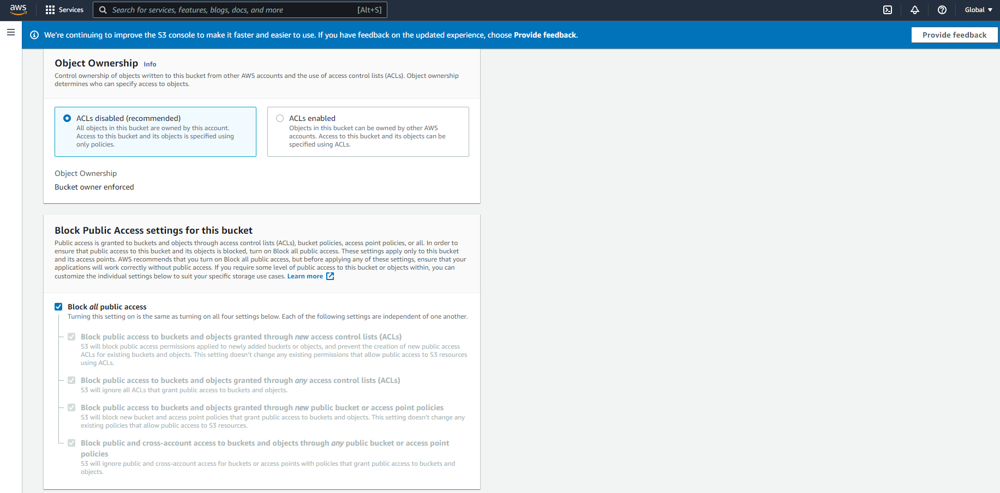 aws
Services
Search for services, features, blogs, docs, and more
[Alt+S]
Global
We're continuing to improve the S3 console to make it faster and easier to use. If you have feedback on the updated experience, choose Provide feedback.
Provide feedback
Object Ownership Info
Control ownership of objects written to this bucket from other AWS accounts and the use of access control lists (ACLs). Object ownership
determines who can specify access to objects.
ACLs disabled (recommended)
All objects in this bucket are owned by this account.
Access to this bucket and its objects is specified using
only policies.
ACLs enabled
Objects in this bucket can be owned by other AWS
accounts. Access to this bucket and its objects can be
specified using ACLs.
Object Ownership
Bucket owner enforced
Block Public Access settings for this bucket
Public access is granted to buckets and objects through access control lists (ACLs), bucket policies, access point policies, or all. In order to
ensure that public access to this bucket and its objects is blocked, turn on Block all public access. These settings apply only to this bucket
and its access points. AWS recommends that you turn on Block all public access, but before applying any of these settings, ensure that your
applications will work correctly without public access. If you require some level of public access to this bucket or objects within, you can
customize the individual settings below to suit your specific storage use cases. Learn more
Block all public access
Turning this setting on is the same as turning on all four settings below. Each of the following settings are independent of one another.
Block public access to buckets and objects granted through new access control lists (ACLs)
S3 will block public access permissions applied to newly added buckets or objects, and prevent the creation of new public access
ACLs for existing buckets and objects. This setting doesn't change any existing permissions that allow public access to S3 resources
using ACLs.
Block public access to buckets and objects granted through any access control lists (ACLs)
S3 will ignore all ACLs that grant public access to buckets and objects.
Block public access to buckets and objects granted through new public bucket or access point policies
S3 will block new bucket and access point policies that grant public access to buckets and objects. This setting doesn't change any
existing policies that allow public access to S3 resources.
Block public and cross-account access to buckets and objects through any public bucket or access point
policies
S3 will ignore public and cross-account access for buckets or access points with policies that grant public access to buckets and
objects.